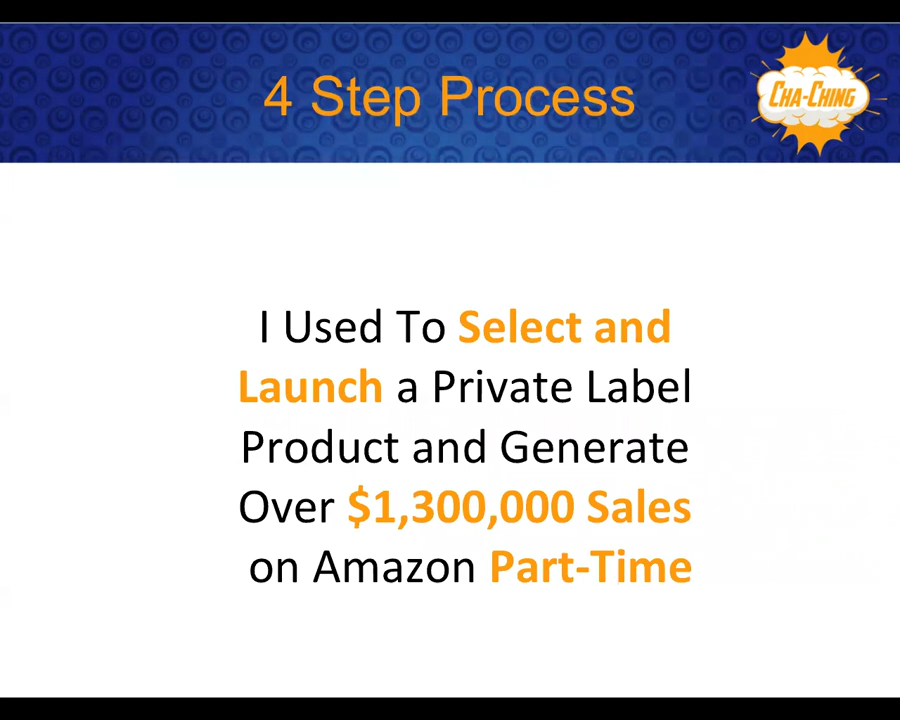 4 Step Process
CHA-CHING
I Used To Select and
Launch a Private Label
Product and Generate
Over $1,300,000 Sales
on Amazon Part-Time